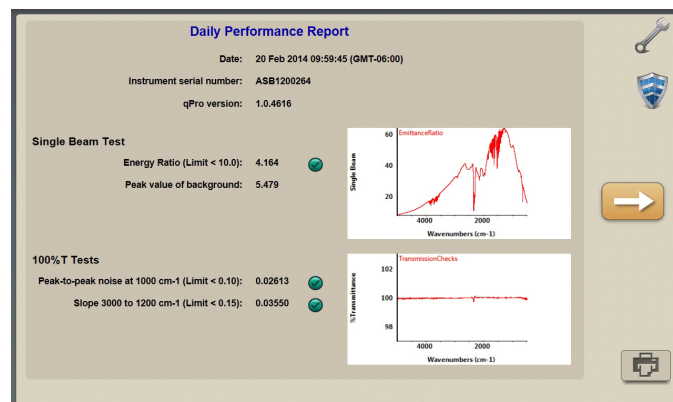 Daily Performance Report
Date: 20 Feb 2014 09:59:45 (GMT-06:00)
Instrument serial number: ASB1200264
qPro version: 1.0.4616
Single Beam Test
Energy Ratio (Limit < 10.0): 4.164
Peak value of background: 5.479
EmittanceRatio
60
40
20
Single Beam
4000 2000
Wavenumbers (cm-1)
100%T Tests
Peak-to-peak noise at 1000 cm-1 (Limit < 0.10): 0.02613
Slope 3000 to 1200 cm-1 (Limit < 0.15): 0.03550
TransmissionChecks
102
100
98
%Transmittance
4000 2000
Wavenumbers (cm-1)